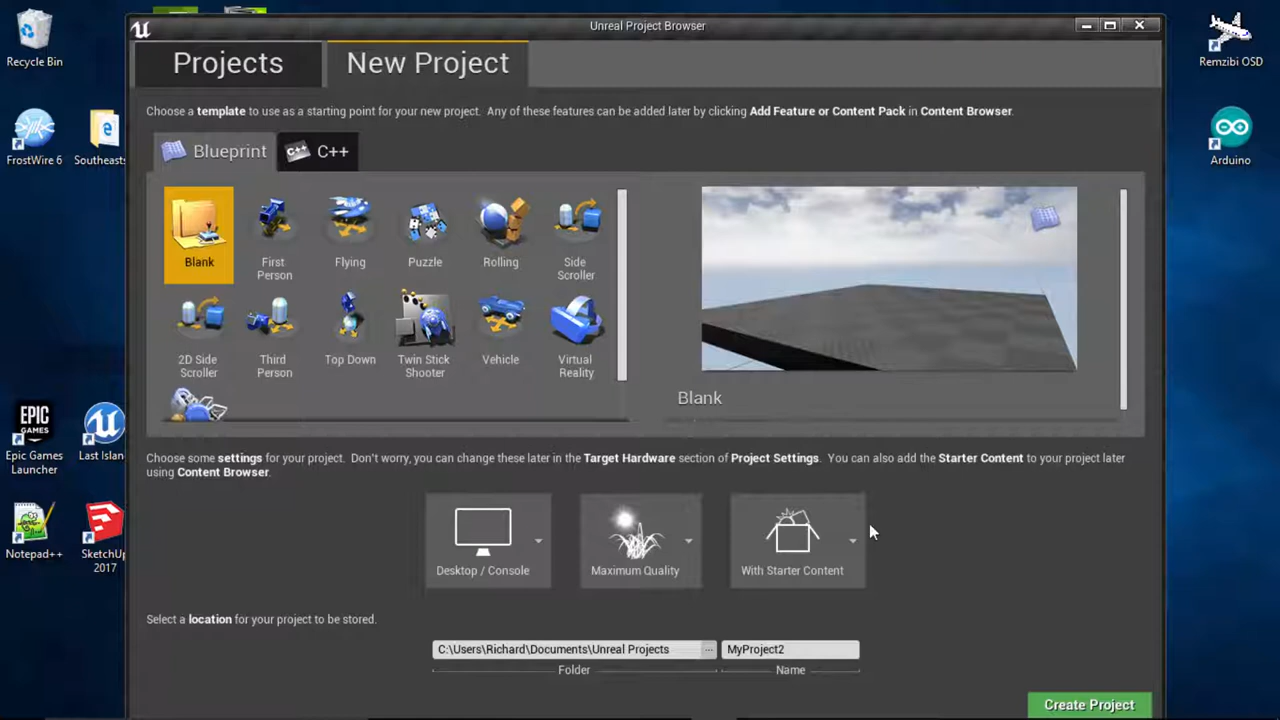 Unreal Project Browser
Projects
New Project
Choose a template to use as a starting point for your new project. Any of these features can be added later by clicking Add Feature or Content Pack in Content Browser.
Blueprint
C++
C++
Blank
First
Person
Flying
Puzzle
Rolling
Side
Scroller
2D Side
Scroller
Third
Person
Top Down
Twin Stick
Shooter
Vehicle
Virtual
Reality
Blank
Choose some settings for your project. Don't worry, you can change these later in the Target Hardware section of Project Settings. You can also add the Starter Content to your project later
using Content Browser.
Desktop / Console
Maximum Quality
With Starter Content
Select a location for your project to be stored.
C:\Users\Richard\Documents\Unreal Projects
...
MyProject2
Folder
Name
Create Project
Recycle Bin
FrostWire 6
Southeasts
EPIC
GAMES
Epic Games
Launcher
Last Islan
Notepad++
SketchUp
2017
Remzibi OSD
Arduino